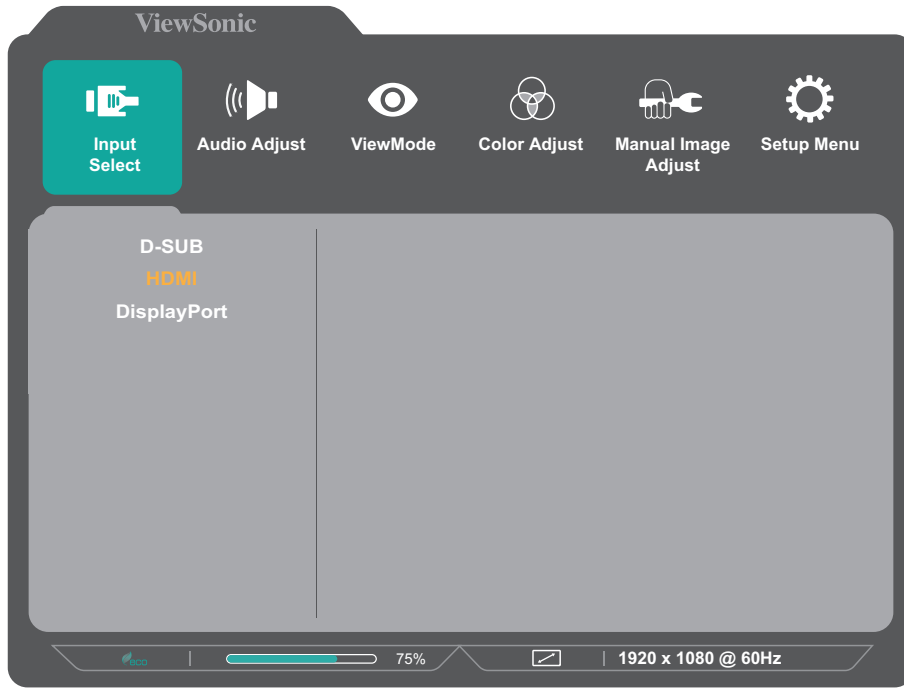 ViewSonic
Input Select
Audio Adjust
ViewMode
Color Adjust
Manual Image Adjust
Setup Menu
D-SUB
HDMI
DisplayPort
eco
75%
1920 x 1080 @ 60Hz